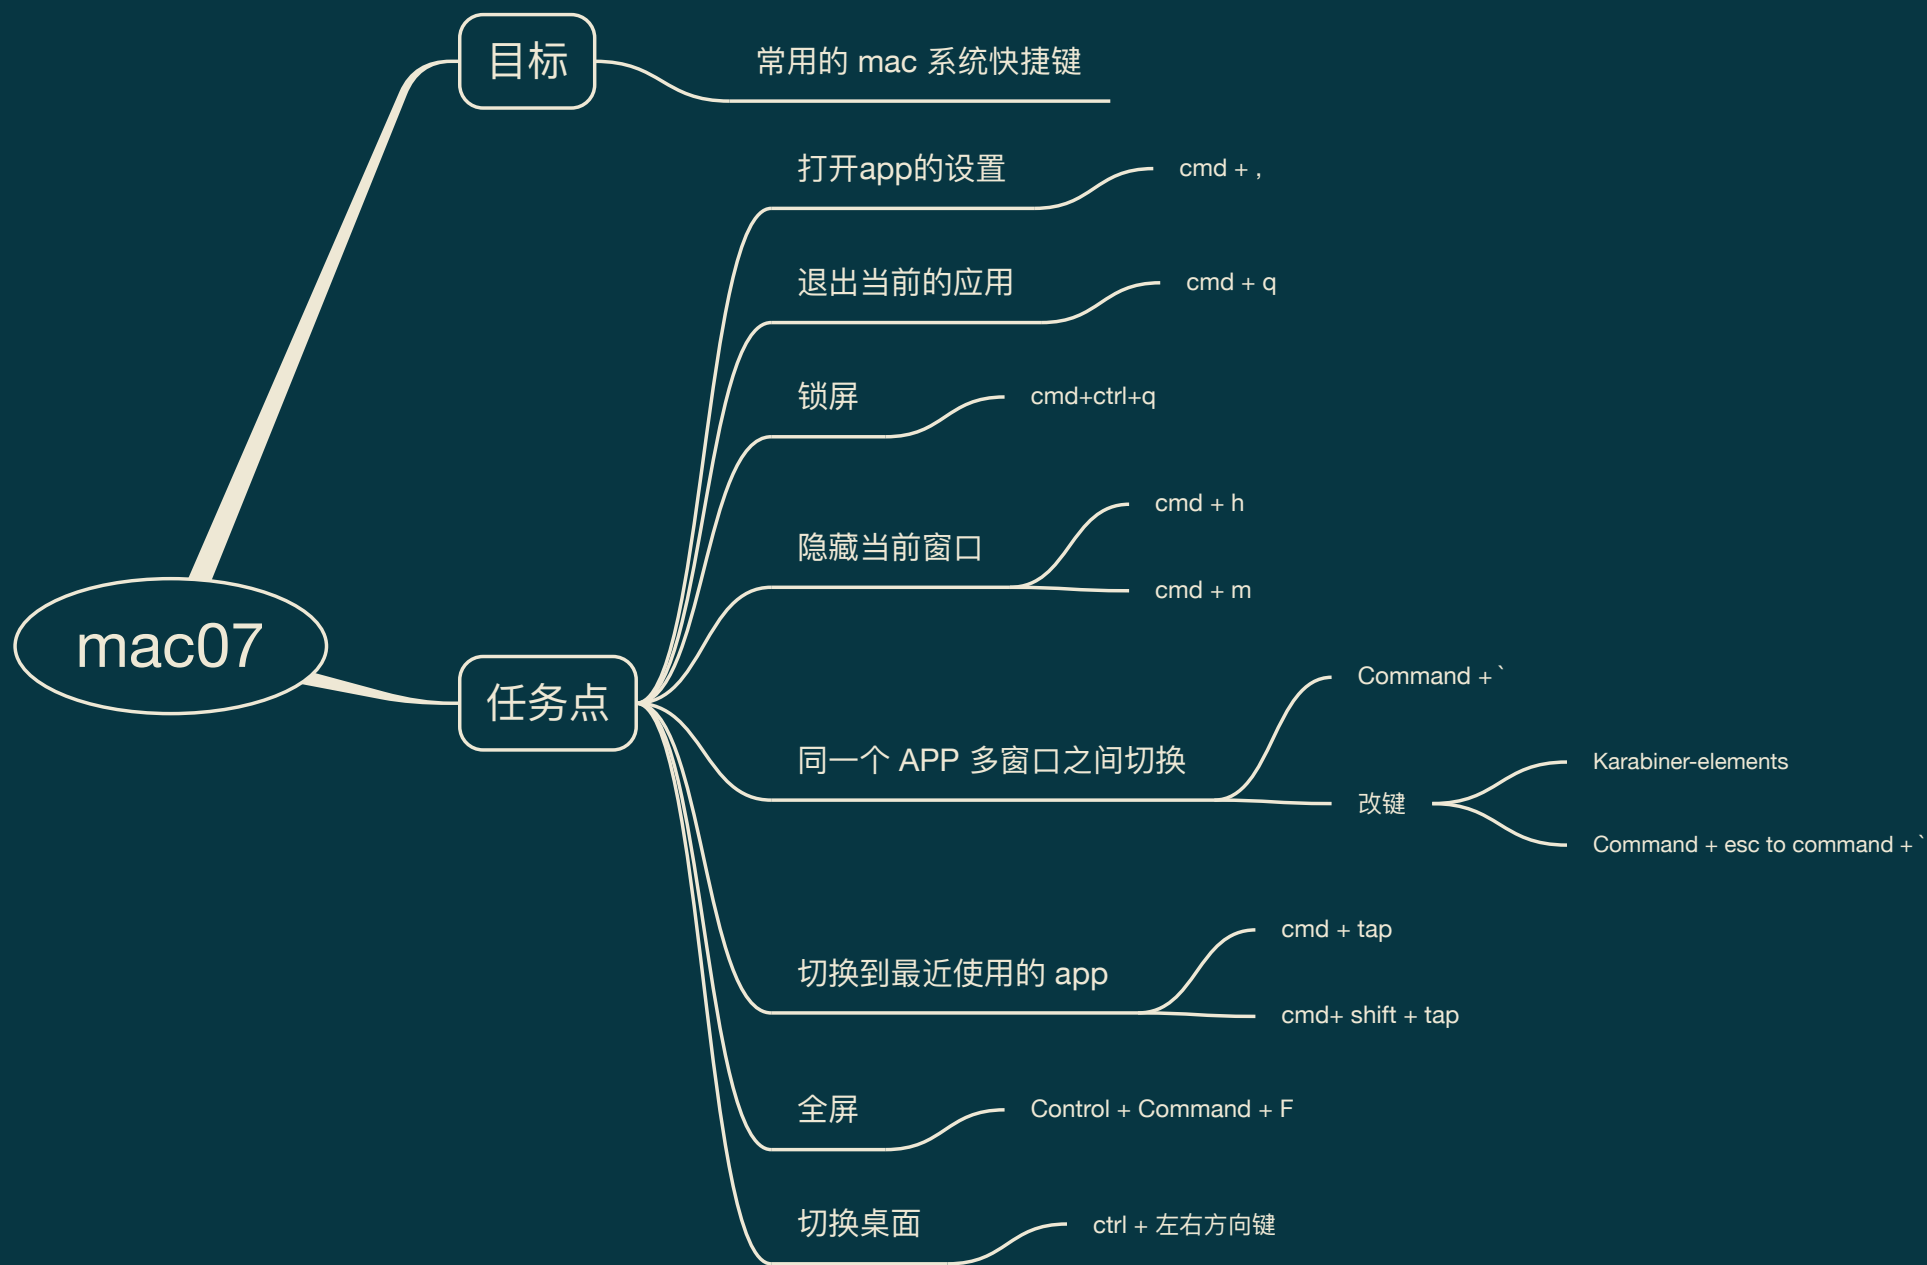 目标
常用的 mac 系统快捷键
打开app的设置
cmd + ,
退出当前的应用
cmd + q
锁屏
cmd+ctrl+q
隐藏当前窗口
cmd + h
cmd + m
mac07
任务点
同一个 APP 多窗口之间切换
Command + `
改键
Karabiner-elements
Command + esc to command + `
切换到最近使用的 app
cmd + tap
cmd+ shift + tap
全屏
Control + Command + F
切换桌面
ctrl + 左右方向键